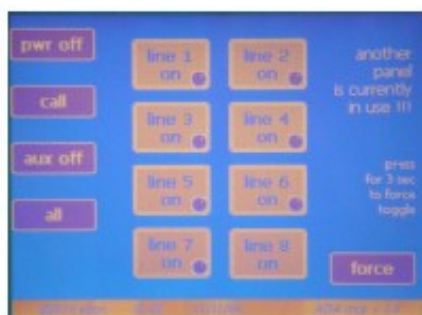 pwr off
call
aux off
all
line 1
on
line 2
on
line 3
on
line 4
on
line 5
on
line 6
on
line 7
on
line 8
on
another
panel
is currently
in use !!!
press
for 3 sec
to force
toggle
force